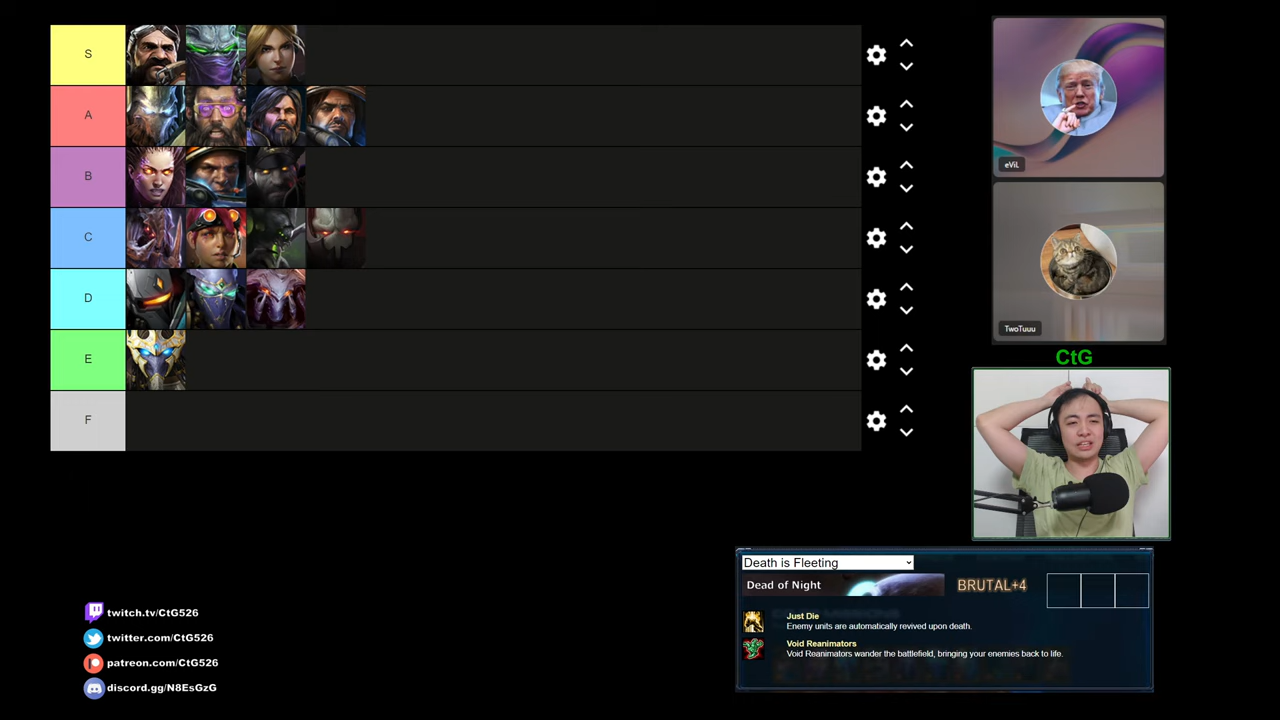 S
A
B
C
D
E
F
eViL
TwoTuuu
CtG
Death is Fleeting
Dead of Night
BRUTAL+4
Just Die
Enemy units are automatically revived upon death.
Void Reanimators
Void Reanimators wander the battlefield, bringing your enemies back to life.
twitch.tv/CtG526
twitter.com/CtG526
patreon.com/CtG526
discord.gg/N8EsGzG